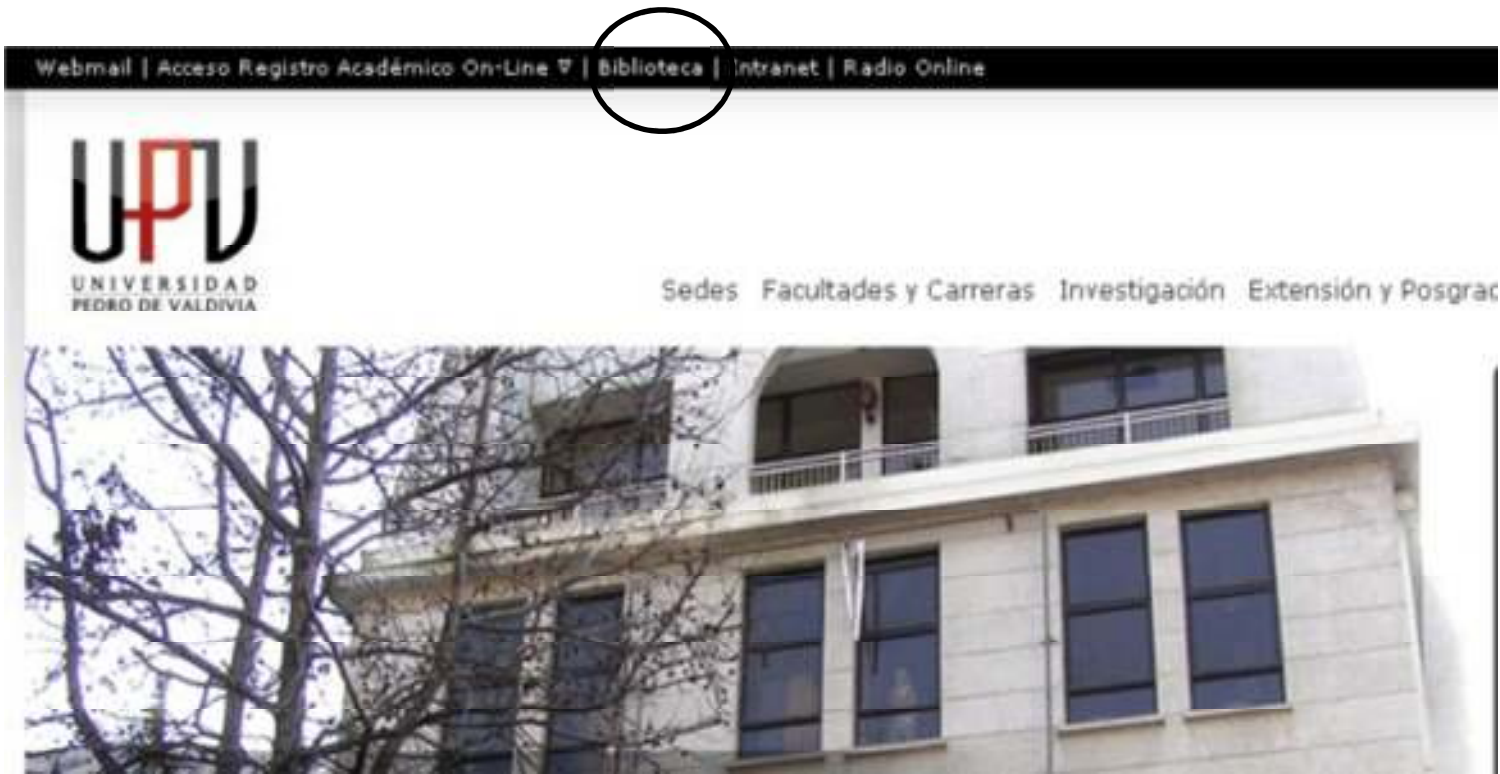 Webmail | Acceso Registro Académico On-Line ∇ | Biblioteca | Intranet | Radio Online
UPV
UNIVERSIDAD
PEDRO DE VALDIVIA
Sedes Facultades y Carreras Investigación Extensión y Posgrad